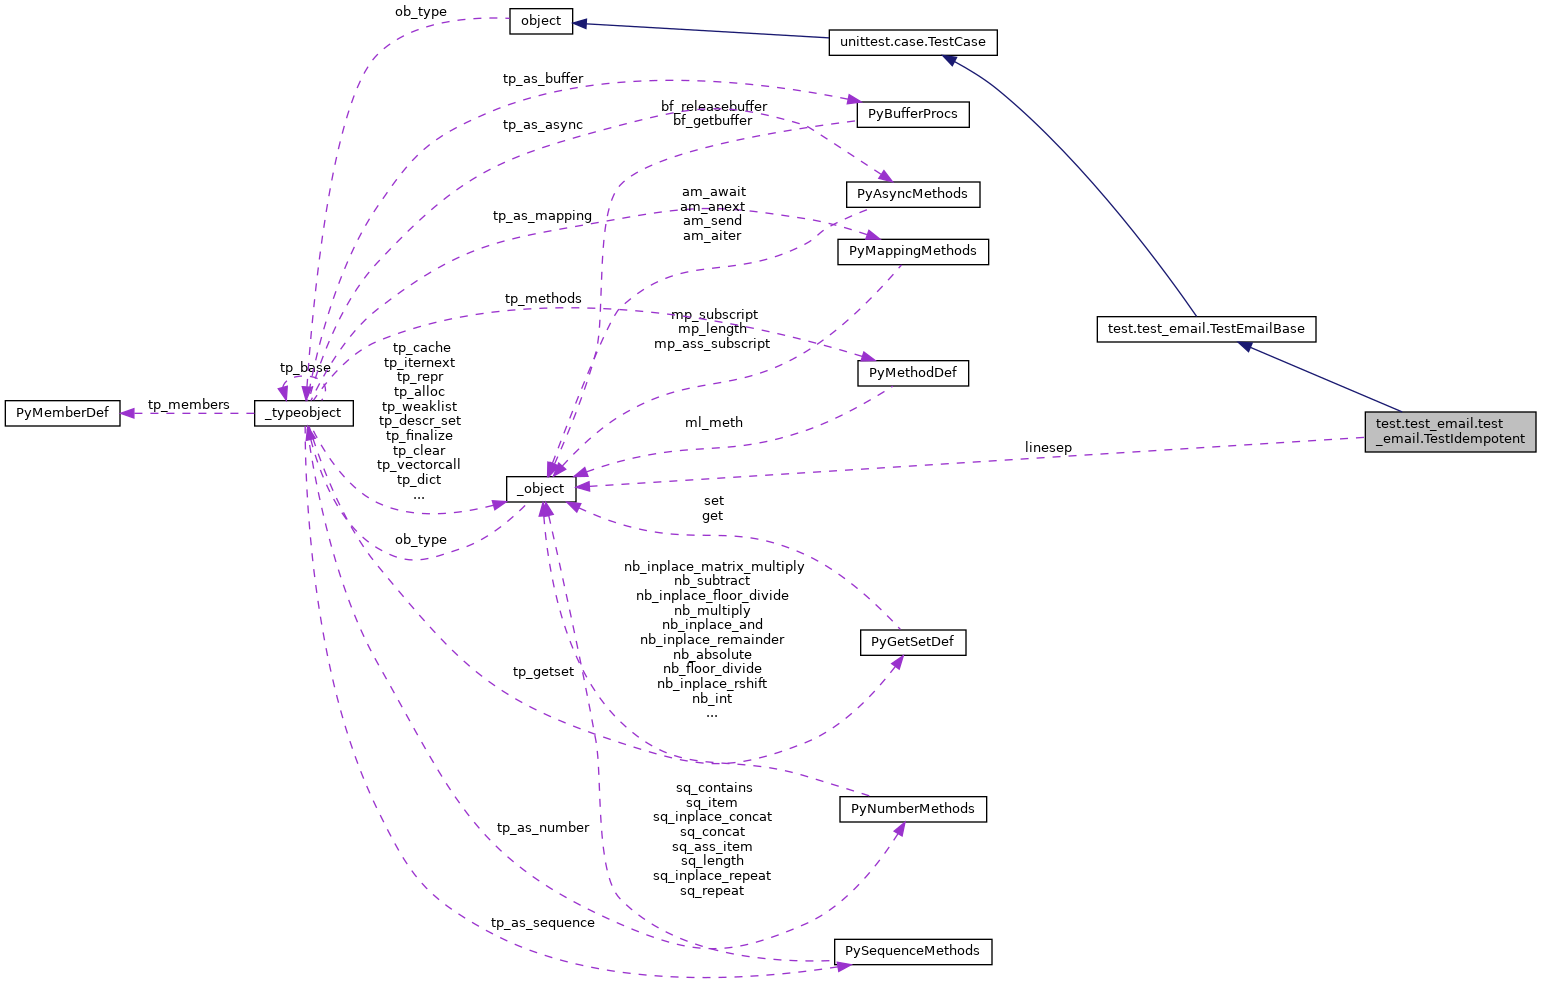 ob_type
object
unittest.case.TestCase
tp_as_buffer
bf_releasebuffer
bf_getbuffer
PyBufferProcs
tp_as_async
am_await
am_anext
am_send
am_aiter
PyAsyncMethods
tp_as_mapping
PyMappingMethods
tp_methods
mp_subscript
mp_length
mp_ass_subscript
test.test_email.TestEmailBase
tp_base
tp_cache
tp_iternext
tp_repr
tp_alloc
tp_weaklist
tp_descr_set
tp_finalize
tp_clear
tp_vectorcall
tp_dict
...
PyMethodDef
PyMemberDef
tp_members
_typeobject
ml_meth
test.test_email.test
_email.TestIdempotent
linesep
_object
set
get
ob_type
nb_inplace_matrix_multiply
nb_subtract
nb_inplace_floor_divide
nb_multiply
nb_inplace_and
nb_inplace_remainder
nb_absolute
nb_floor_divide
nb_inplace_rshift
nb_int
...
PyGetSetDef
tp_getset
sq_contains
sq_item
sq_inplace_concat
sq_concat
sq_ass_item
sq_length
sq_inplace_repeat
sq_repeat
PyNumberMethods
tp_as_number
tp_as_sequence
PySequenceMethods